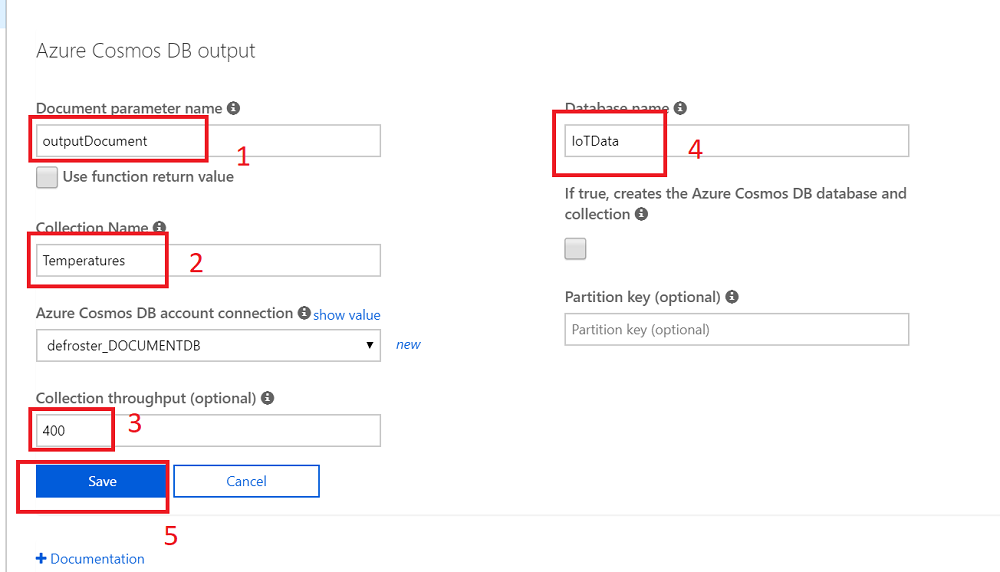 Azure Cosmos DB output
Document parameter name
outputDocument
1
Use function return value
Collection Name
Temperatures
2
Azure Cosmos DB account connection show value
defroster_DOCUMENTDB new
Collection throughput (optional)
400
3
Save Cancel
5
Database name
IoTData
4
If true, creates the Azure Cosmos DB database and
collection
Partition key (optional)
Partition key (optional)
+ Documentation